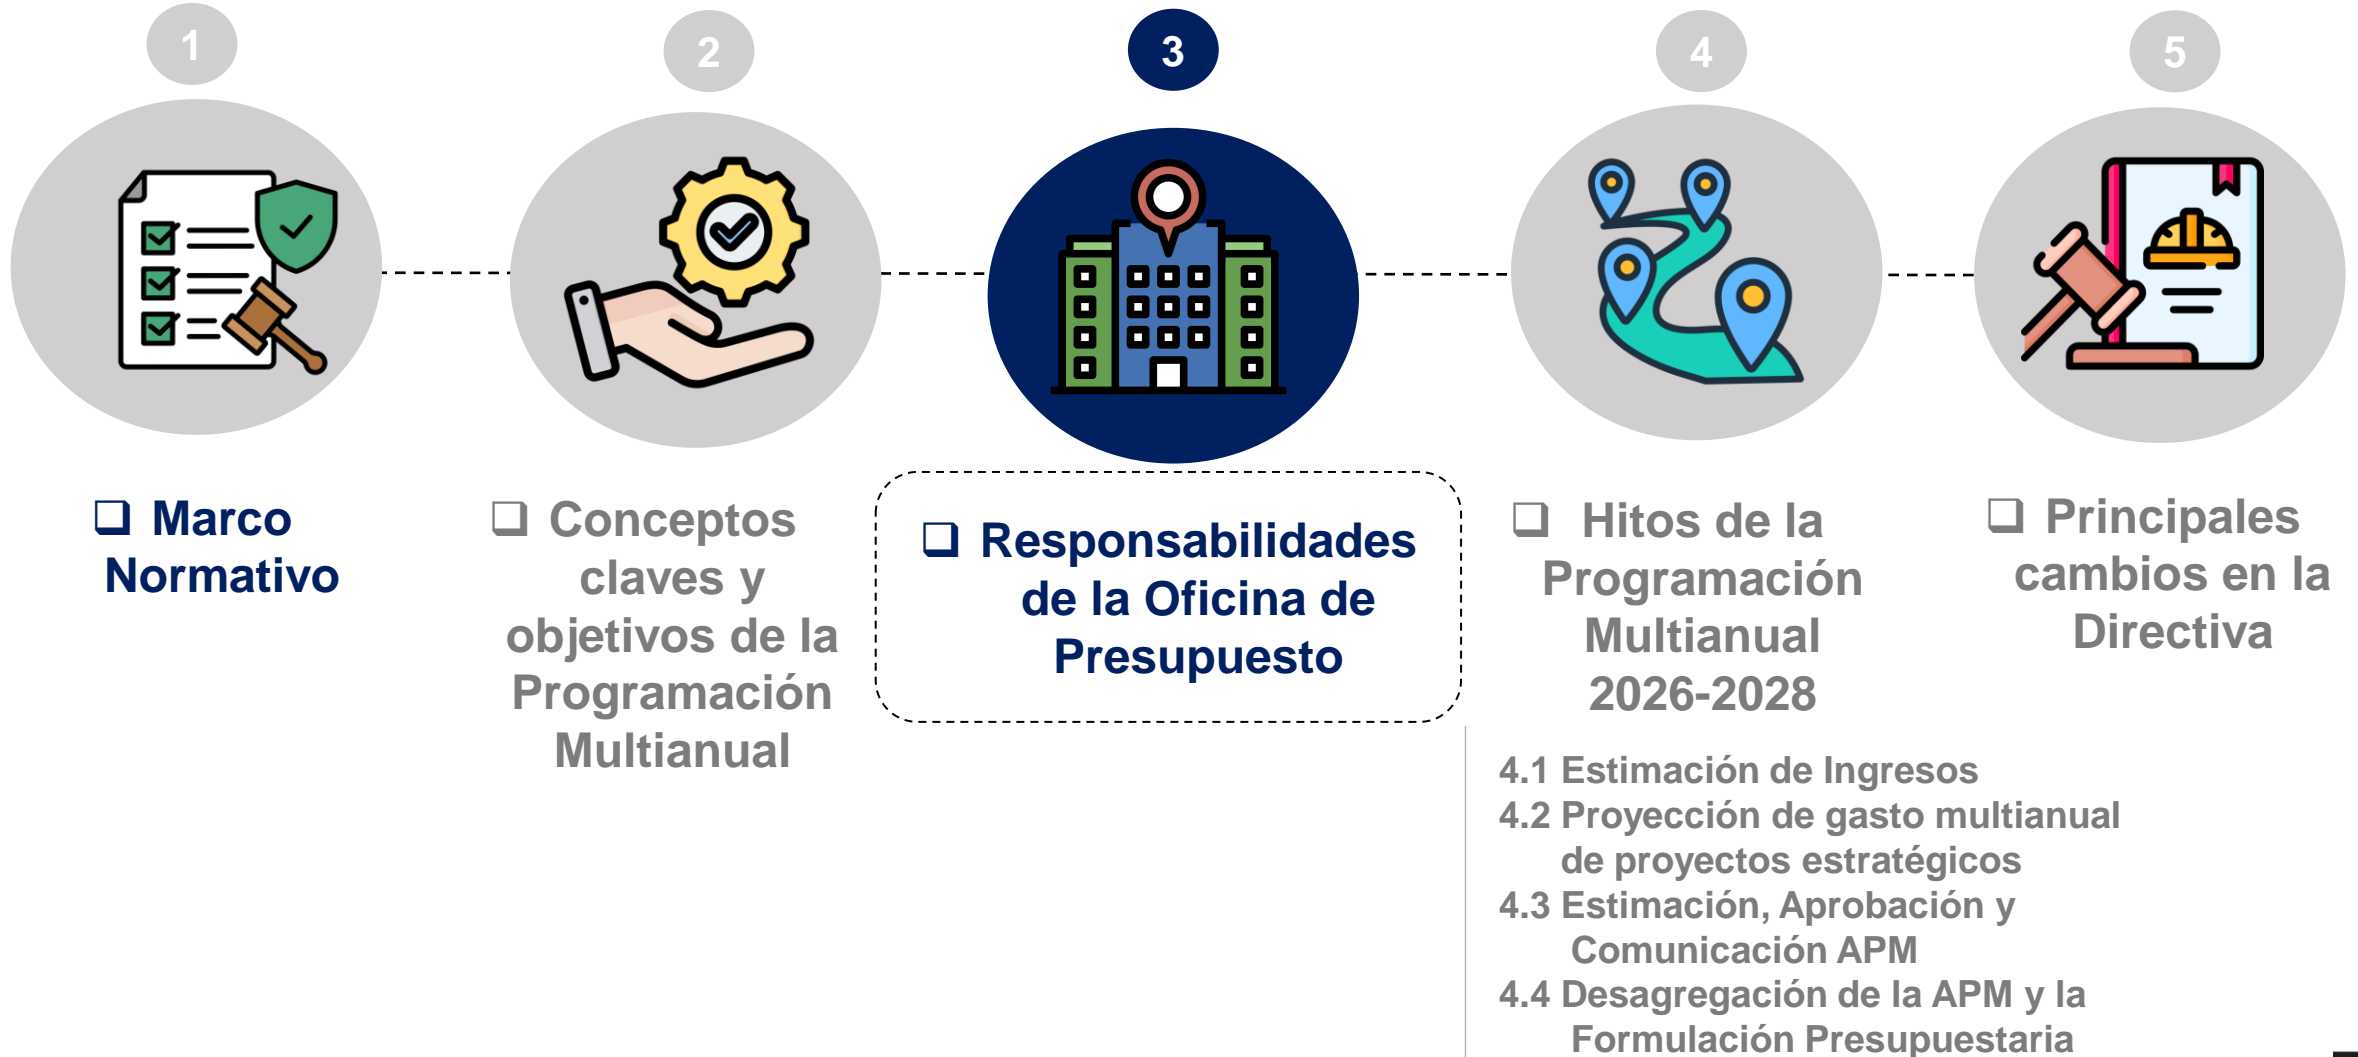 1
2
3
4
5
❑ Marco
Normativo
❑ Conceptos
claves y
objetivos de la
Programación
Multianual
❑ Responsabilidades
de la Oficina de
Presupuesto
❑ Hitos de la
Programación
Multianual
2026-2028
4.1 Estimación de Ingresos
4.2 Proyección de gasto multianual
de proyectos estratégicos
4.3 Estimación, Aprobación y
Comunicación APM
4.4 Desagregación de la APM y la
Formulación Presupuestaria
❑ Principales
cambios en la
Directiva